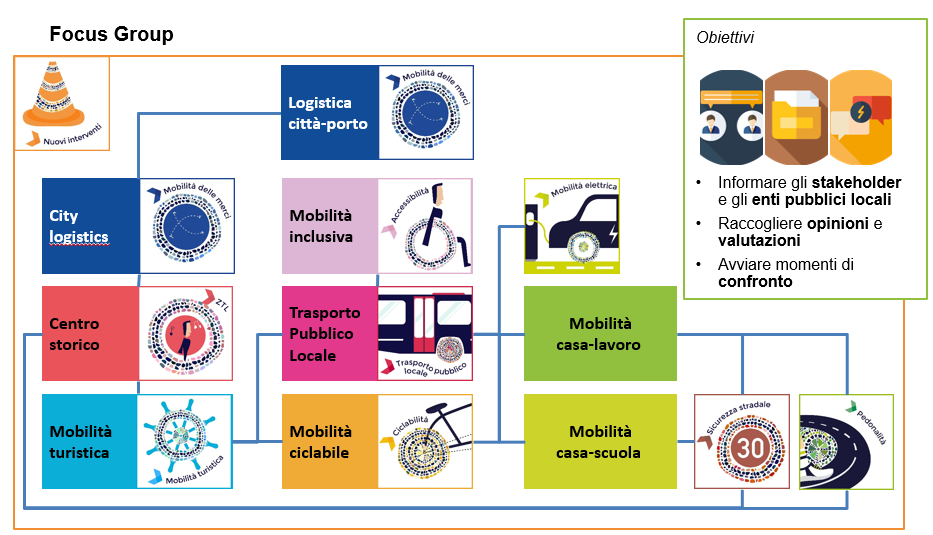 Focus Group
Obiettivi
Nuovi interventi
Logistica
città-porto
Mobilità delle merci
City
logistics
Mobilità delle merci
Mobilità
inclusiva
Accessibilità
Mobilità elettrica
• Informare gli stakeholder
e gli enti pubblici locali
• Raccogliere opinioni e
valutazioni
• Avviare momenti di
confronto
Centro
storico
ZTL
Trasporto
Pubblico
Locale
Trasporto pubblico
locale
Mobilità
casa-lavoro
Mobilità
turistica
Mobilità turistica
Mobilità
ciclabile
Ciclabilità
Mobilità
casa-scuola
Sicurezza stradale
30
Pedonalità